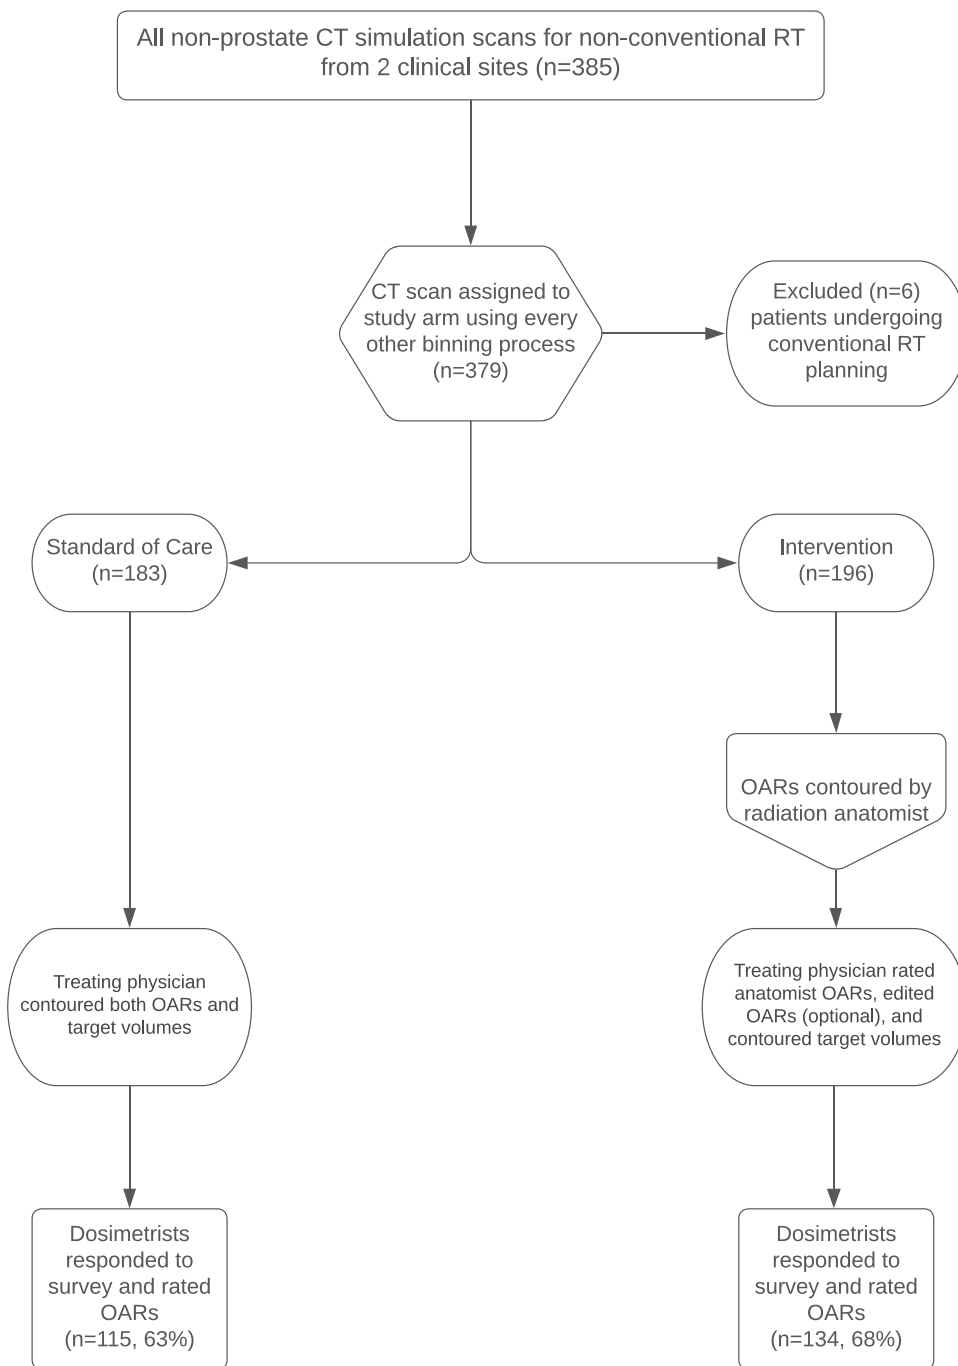 All non-prostate CT simulation scans for non-conventional RT
from 2 clinical sites (n=385)
CT scan assigned to
study arm using every
other binning process
(n=379)
Excluded (n=6)
patients undergoing
conventional RT
planning
Standard of Care
(n=183)
Intervention
(n=196)
OARs contoured by
radiation anatomist
Treating physician
contoured both OARs and
target volumes
Treating physician rated
anatomist OARs, edited
OARs (optional), and
contoured target volumes
Dosimetrists
responded to
survey and rated
OARs
(n=115, 63%)
Dosimetrists
responded to
survey and rated
OARs
(n=134, 68%)